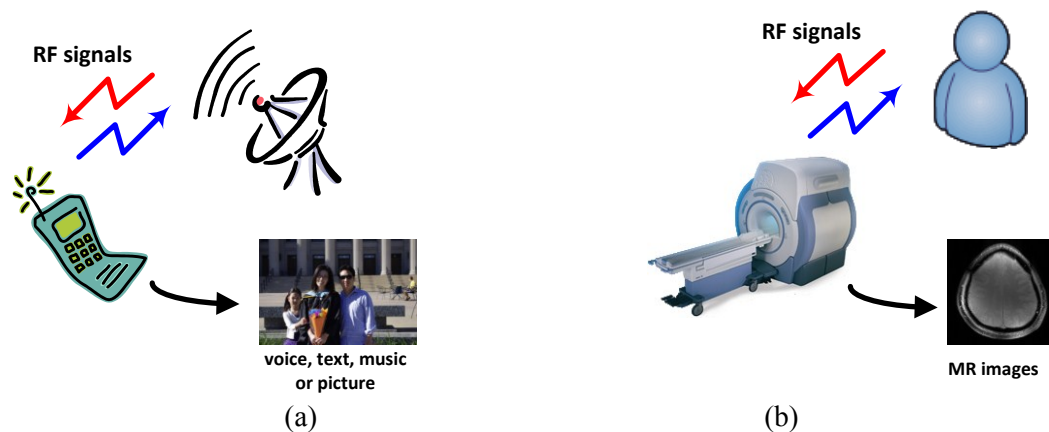 RF signals
voice, text, music
or picture
(a)
RF signals
MR images
(b)